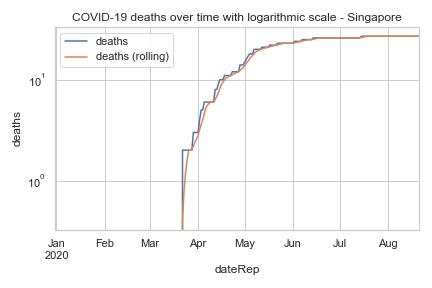 COVID-19 deaths over time with logarithmic scale - Singapore
deaths
deaths (rolling)
10¹
10⁰
deaths
Jan Feb Mar Apr May Jun Jul Aug
2020
dateRep